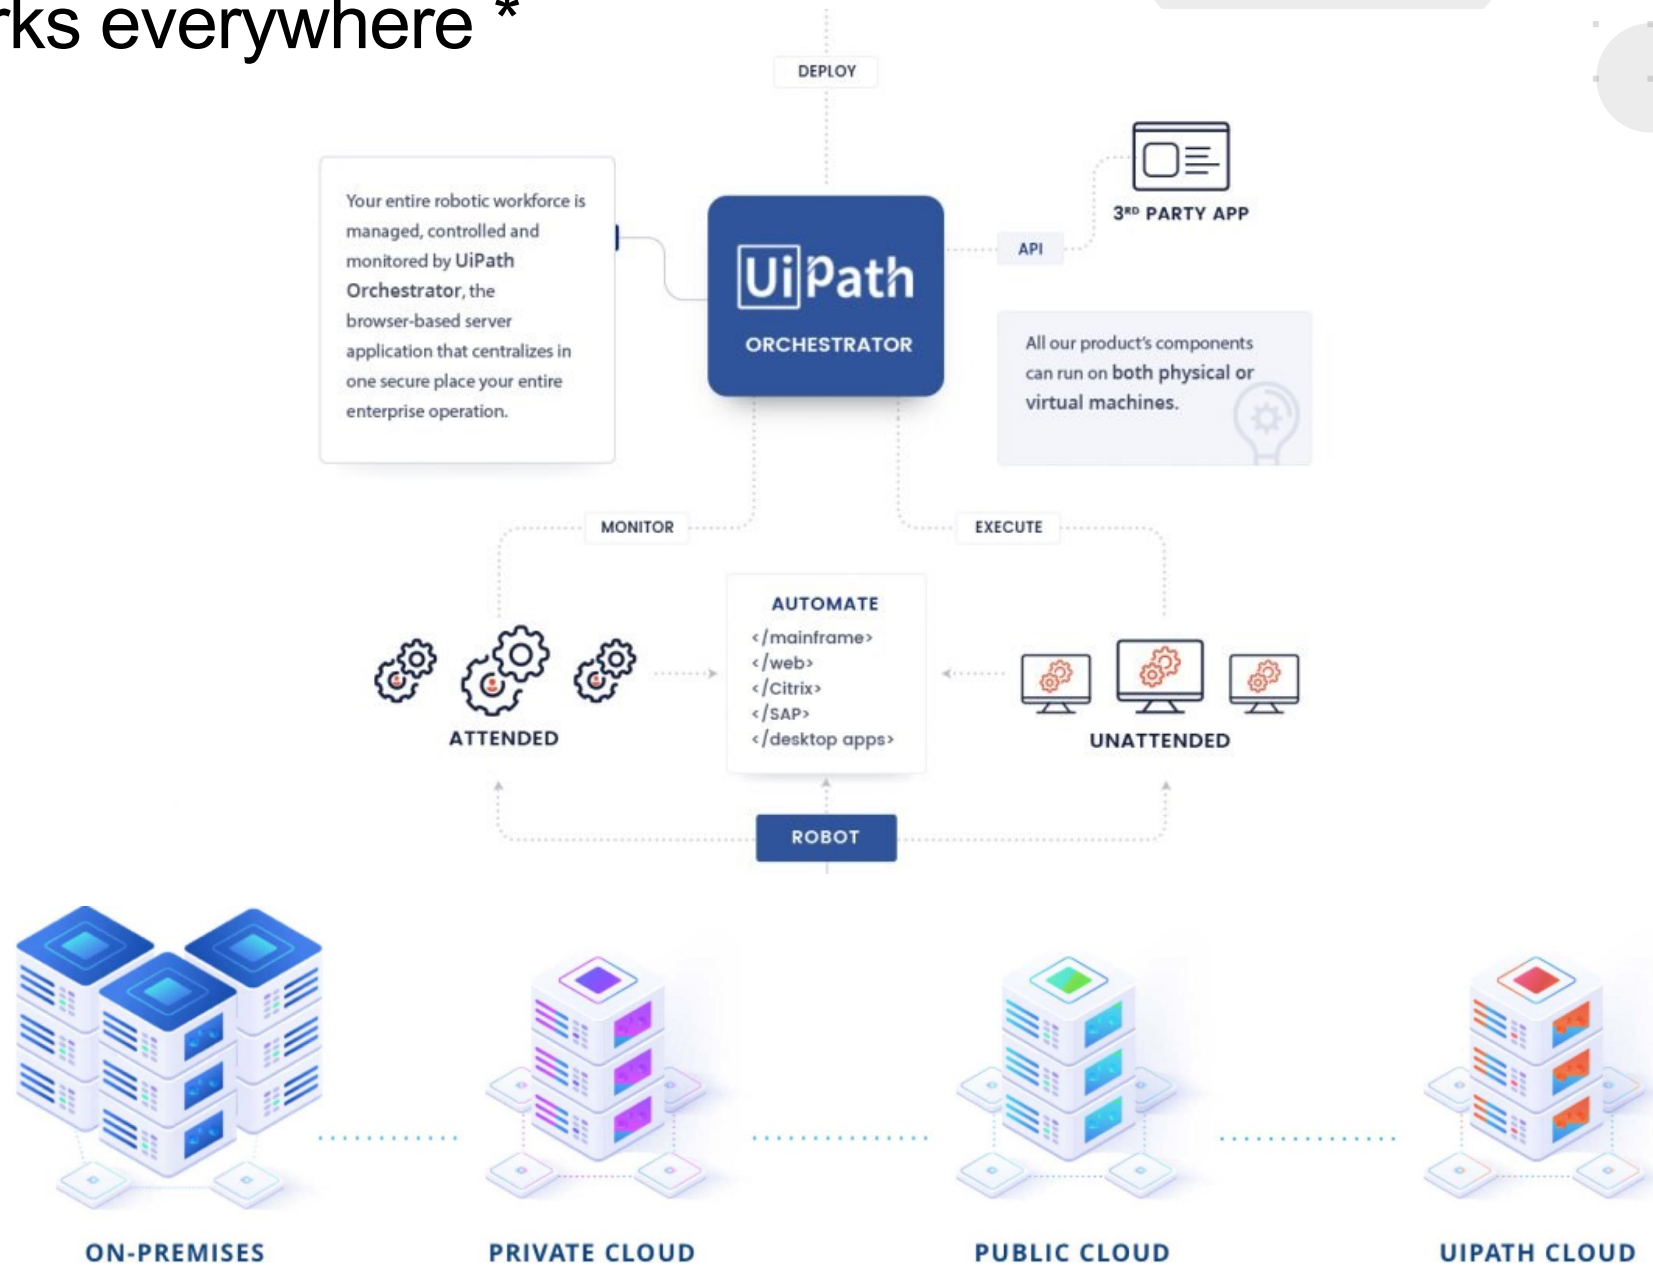 rks everywhere *
DEPLOY
Your entire robotic workforce is
managed, controlled and
monitored by UiPath
Orchestrator, the
browser-based server
application that centralizes in
one secure place your entire
enterprise operation.
UiPath
ORCHESTRATOR
API
3RD PARTY APP
All our product's components
can run on both physical or
virtual machines.
MONITOR
EXECUTE
ATTENDED
AUTOMATE
</mainframe>
</web>
</Citrix>
</SAP>
</desktop apps>
UNATTENDED
ROBOT
ON-PREMISES
PRIVATE CLOUD
PUBLIC CLOUD
UIPATH CLOUD